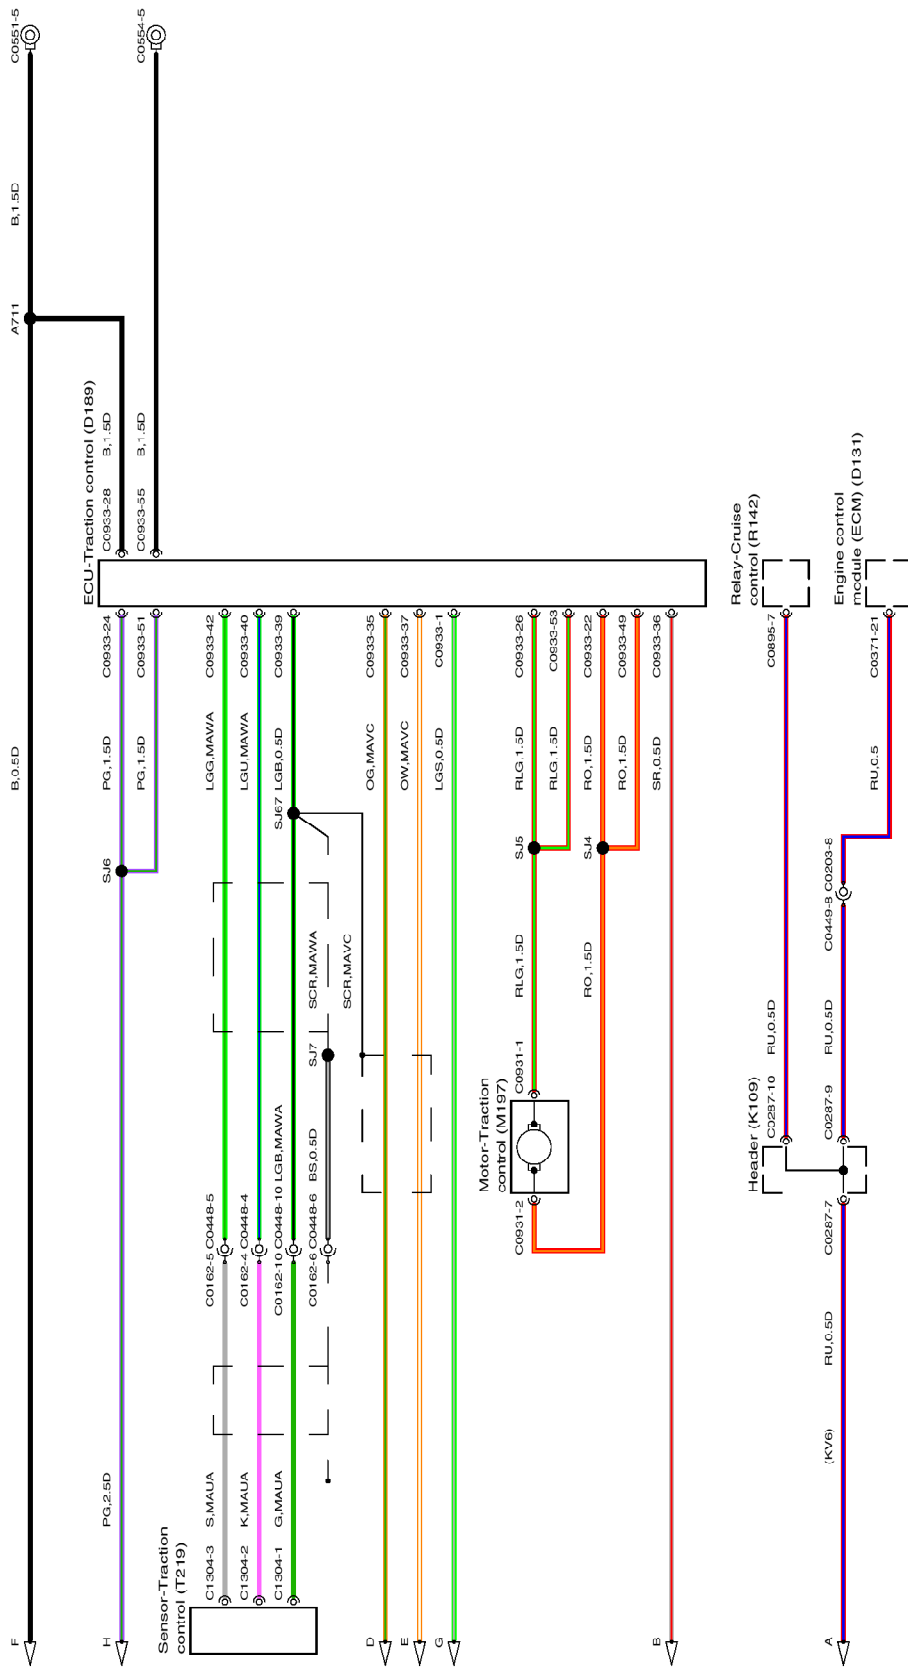 C0551-5
C0554-5
B,1.5D
A711
ECU-Traction control (D189)
B,1.5D
B,1.5D
C0933-28
C0933-55
C0933-24
C0933-51
C0933-42
C0933-40
C0933-39
C0933-35
C0933-37
C0933-1
C0933-26
C0933-53
C0933-22
C0933-49
C0933-36
Relay-Cruise
control (R142)
C0895-7
Engine control
module (ECM) (D131)
C0371-21
B,0.5D
PG,1.5D
PG,1.5D
LGG,MAWA
LGU,MAWA
LGB,0.5D
OG,MAVC
OW,MAVC
LGS,0.5D
RLG,1.5D
RLG,1.5D
RO,1.5D
RO,1.5D
SR,0.5D
RU,0.5
SJ6
SJ67
SJ5
SJ4
C0203-8
C0449-8
SCR,MAWA
SCR,MAVC
RLG,1.5D
RO,1.5D
RU,0.5D
RU,0.5D
SJ7
C0931-1
Motor-Traction
control (M197)
C0931-2
Header (K109)
C0287-10
C0287-9
C0287-7
LGB,MAWA
BS,0.5D
C0448-5
C0448-4
C0448-10
C0448-6
C0162-5
C0162-4
C0162-10
C0162-6
RU,0.5D
(KV6)
PG,2.5D
S,MAUA
K,MAUA
G,MAUA
Sensor-Traction
control (T219)
C1304-3
C1304-2
C1304-1
F
H
D
E
G
B
A